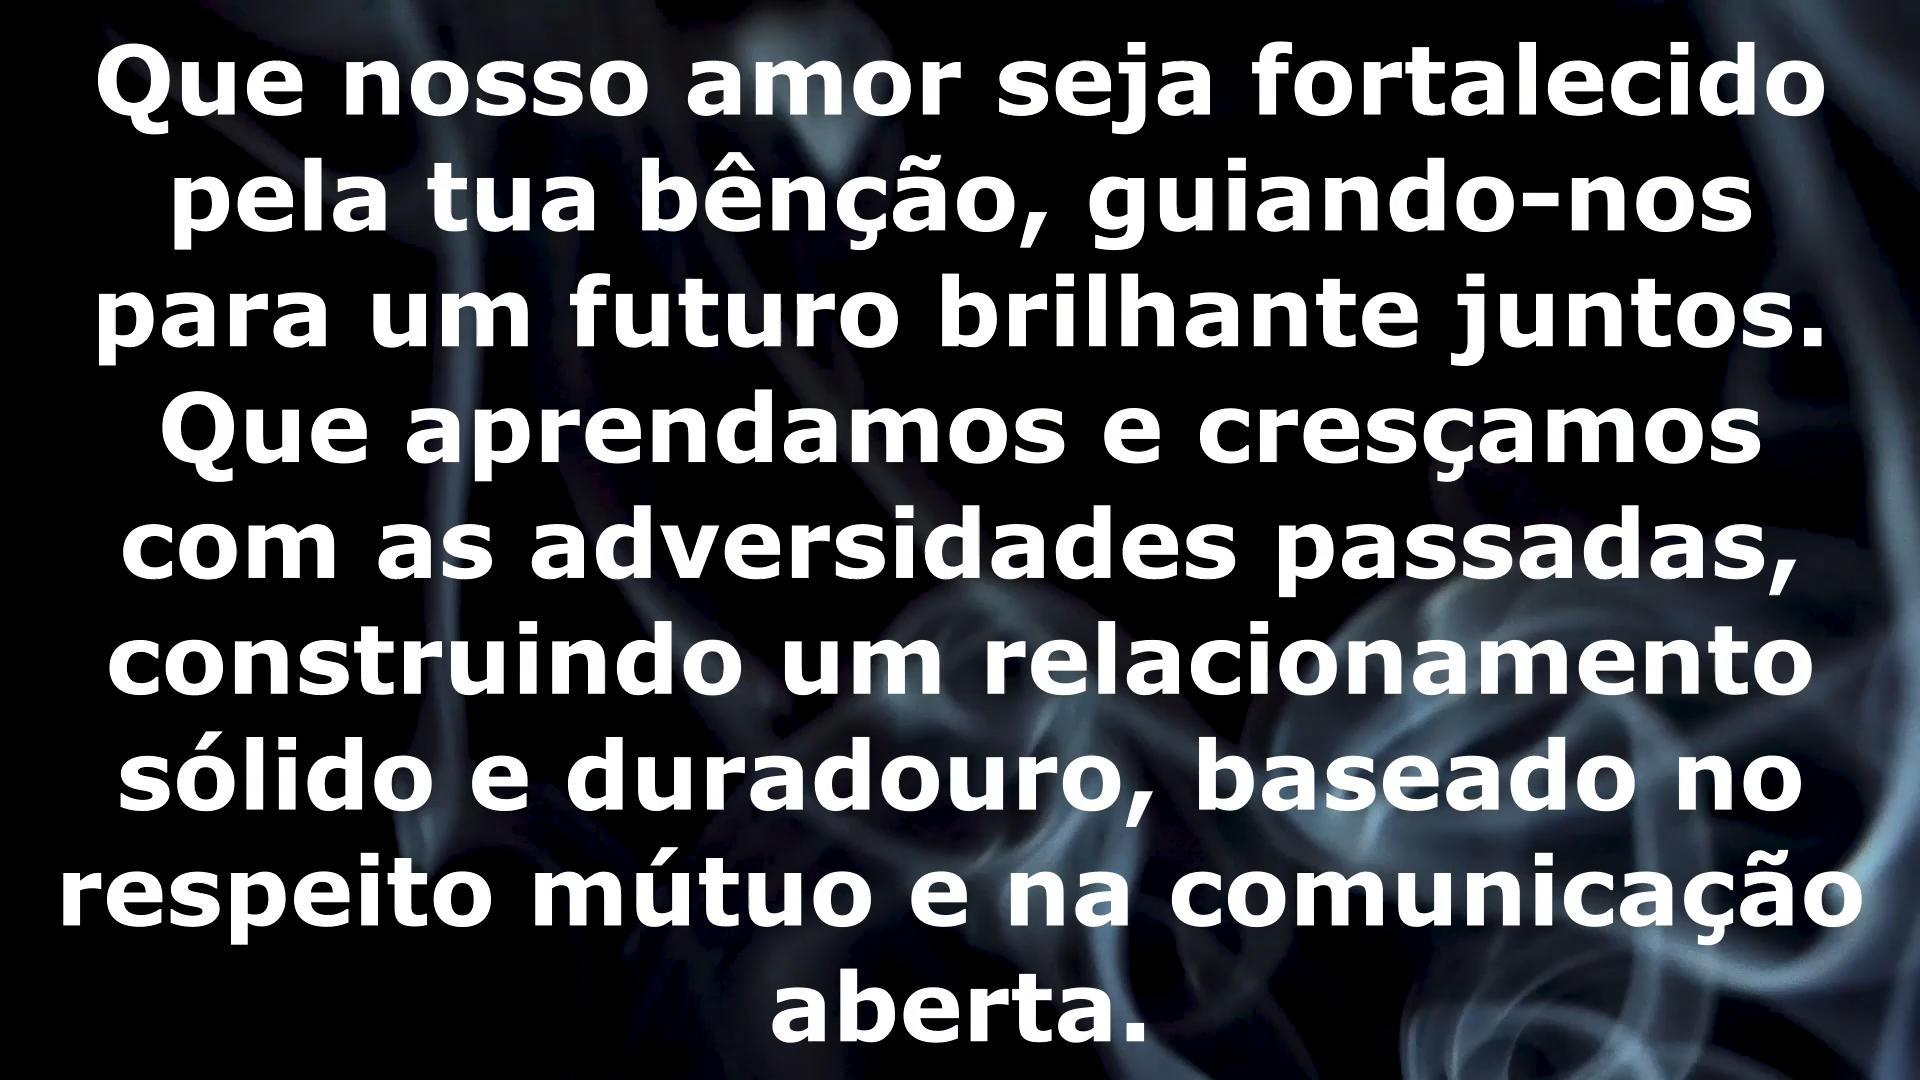 Que nosso amor seja fortalecido
pela tua bênção, guiando-nos
para um futuro brilhante juntos.
Que aprendamos e cresçamos
com as adversidades passadas,
construindo um relacionamento
sólido e duradouro, baseado no
respeito mútuo e na comunicação
aberta.